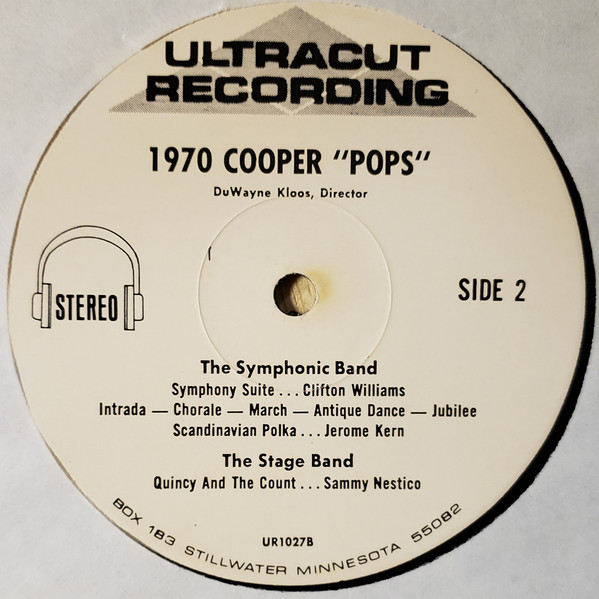 ULTRACUT
RECORDING
1970 COOPER "POPS"
DuWayne Kloos, Director
STEREO
SIDE 2
The Symphonic Band
Symphony Suite . . . Clifton Williams
Intrada — Chorale — March — Antique Dance — Jubilee
Scandinavian Polka . . . Jerome Kern
The Stage Band
Quincy And The Count . . . Sammy Nestico
UR1027B
BOX 183 STILLWATER MINNESOTA 55082